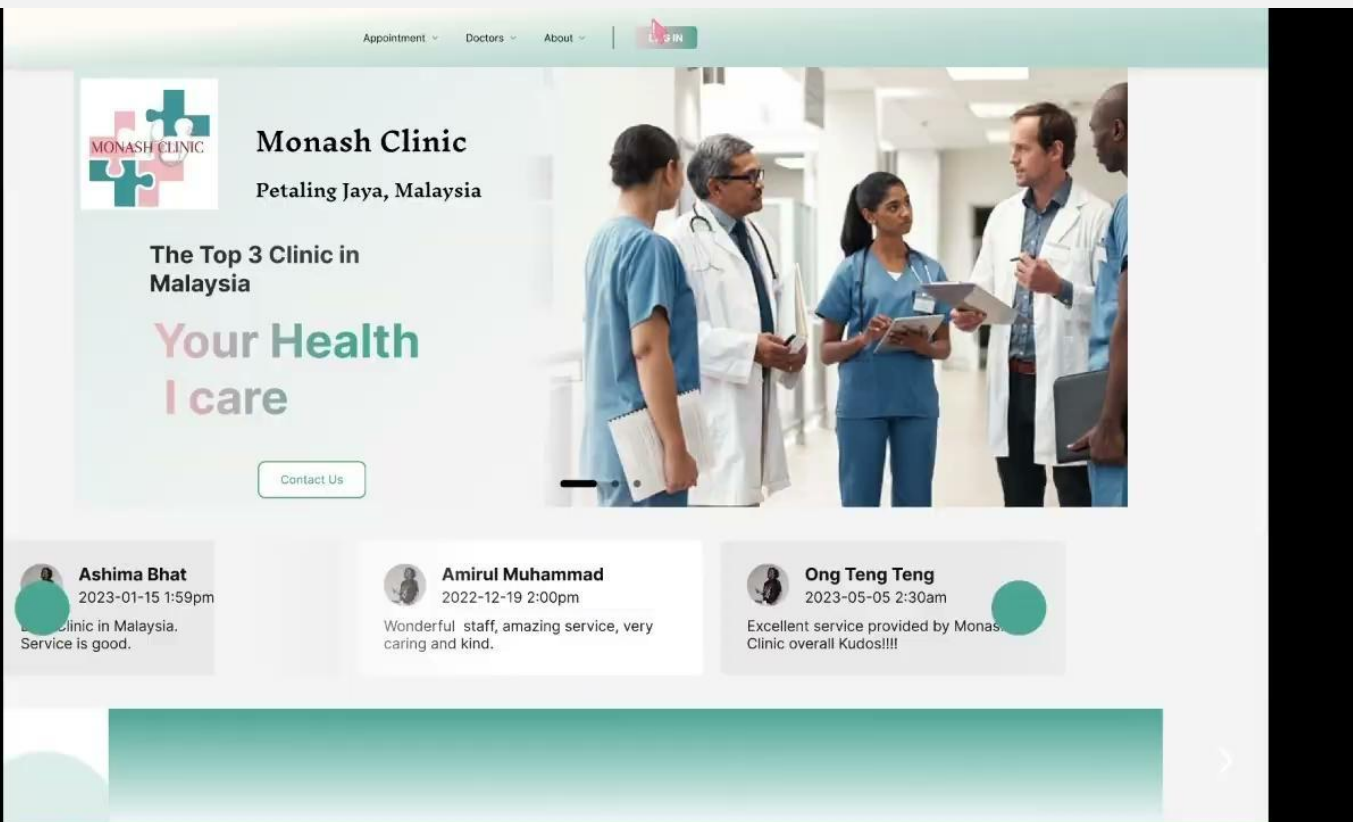 Appointment
Doctors
About
MONASH CLINIC
Monash Clinic
Petaling Jaya, Malaysia
The Top 3 Clinic in
Malaysia
Your Health
I care
Contact Us
Ashima Bhat
2023-01-15 1:59pm
Clinic in Malaysia.
Service is good.
Amirul Muhammad
2022-12-19 2:00pm
Wonderful staff, amazing service, very
caring and kind.
Ong Teng Teng
2023-05-05 2:30am
Excellent service provided by
Clinic overall Kudos!!!!